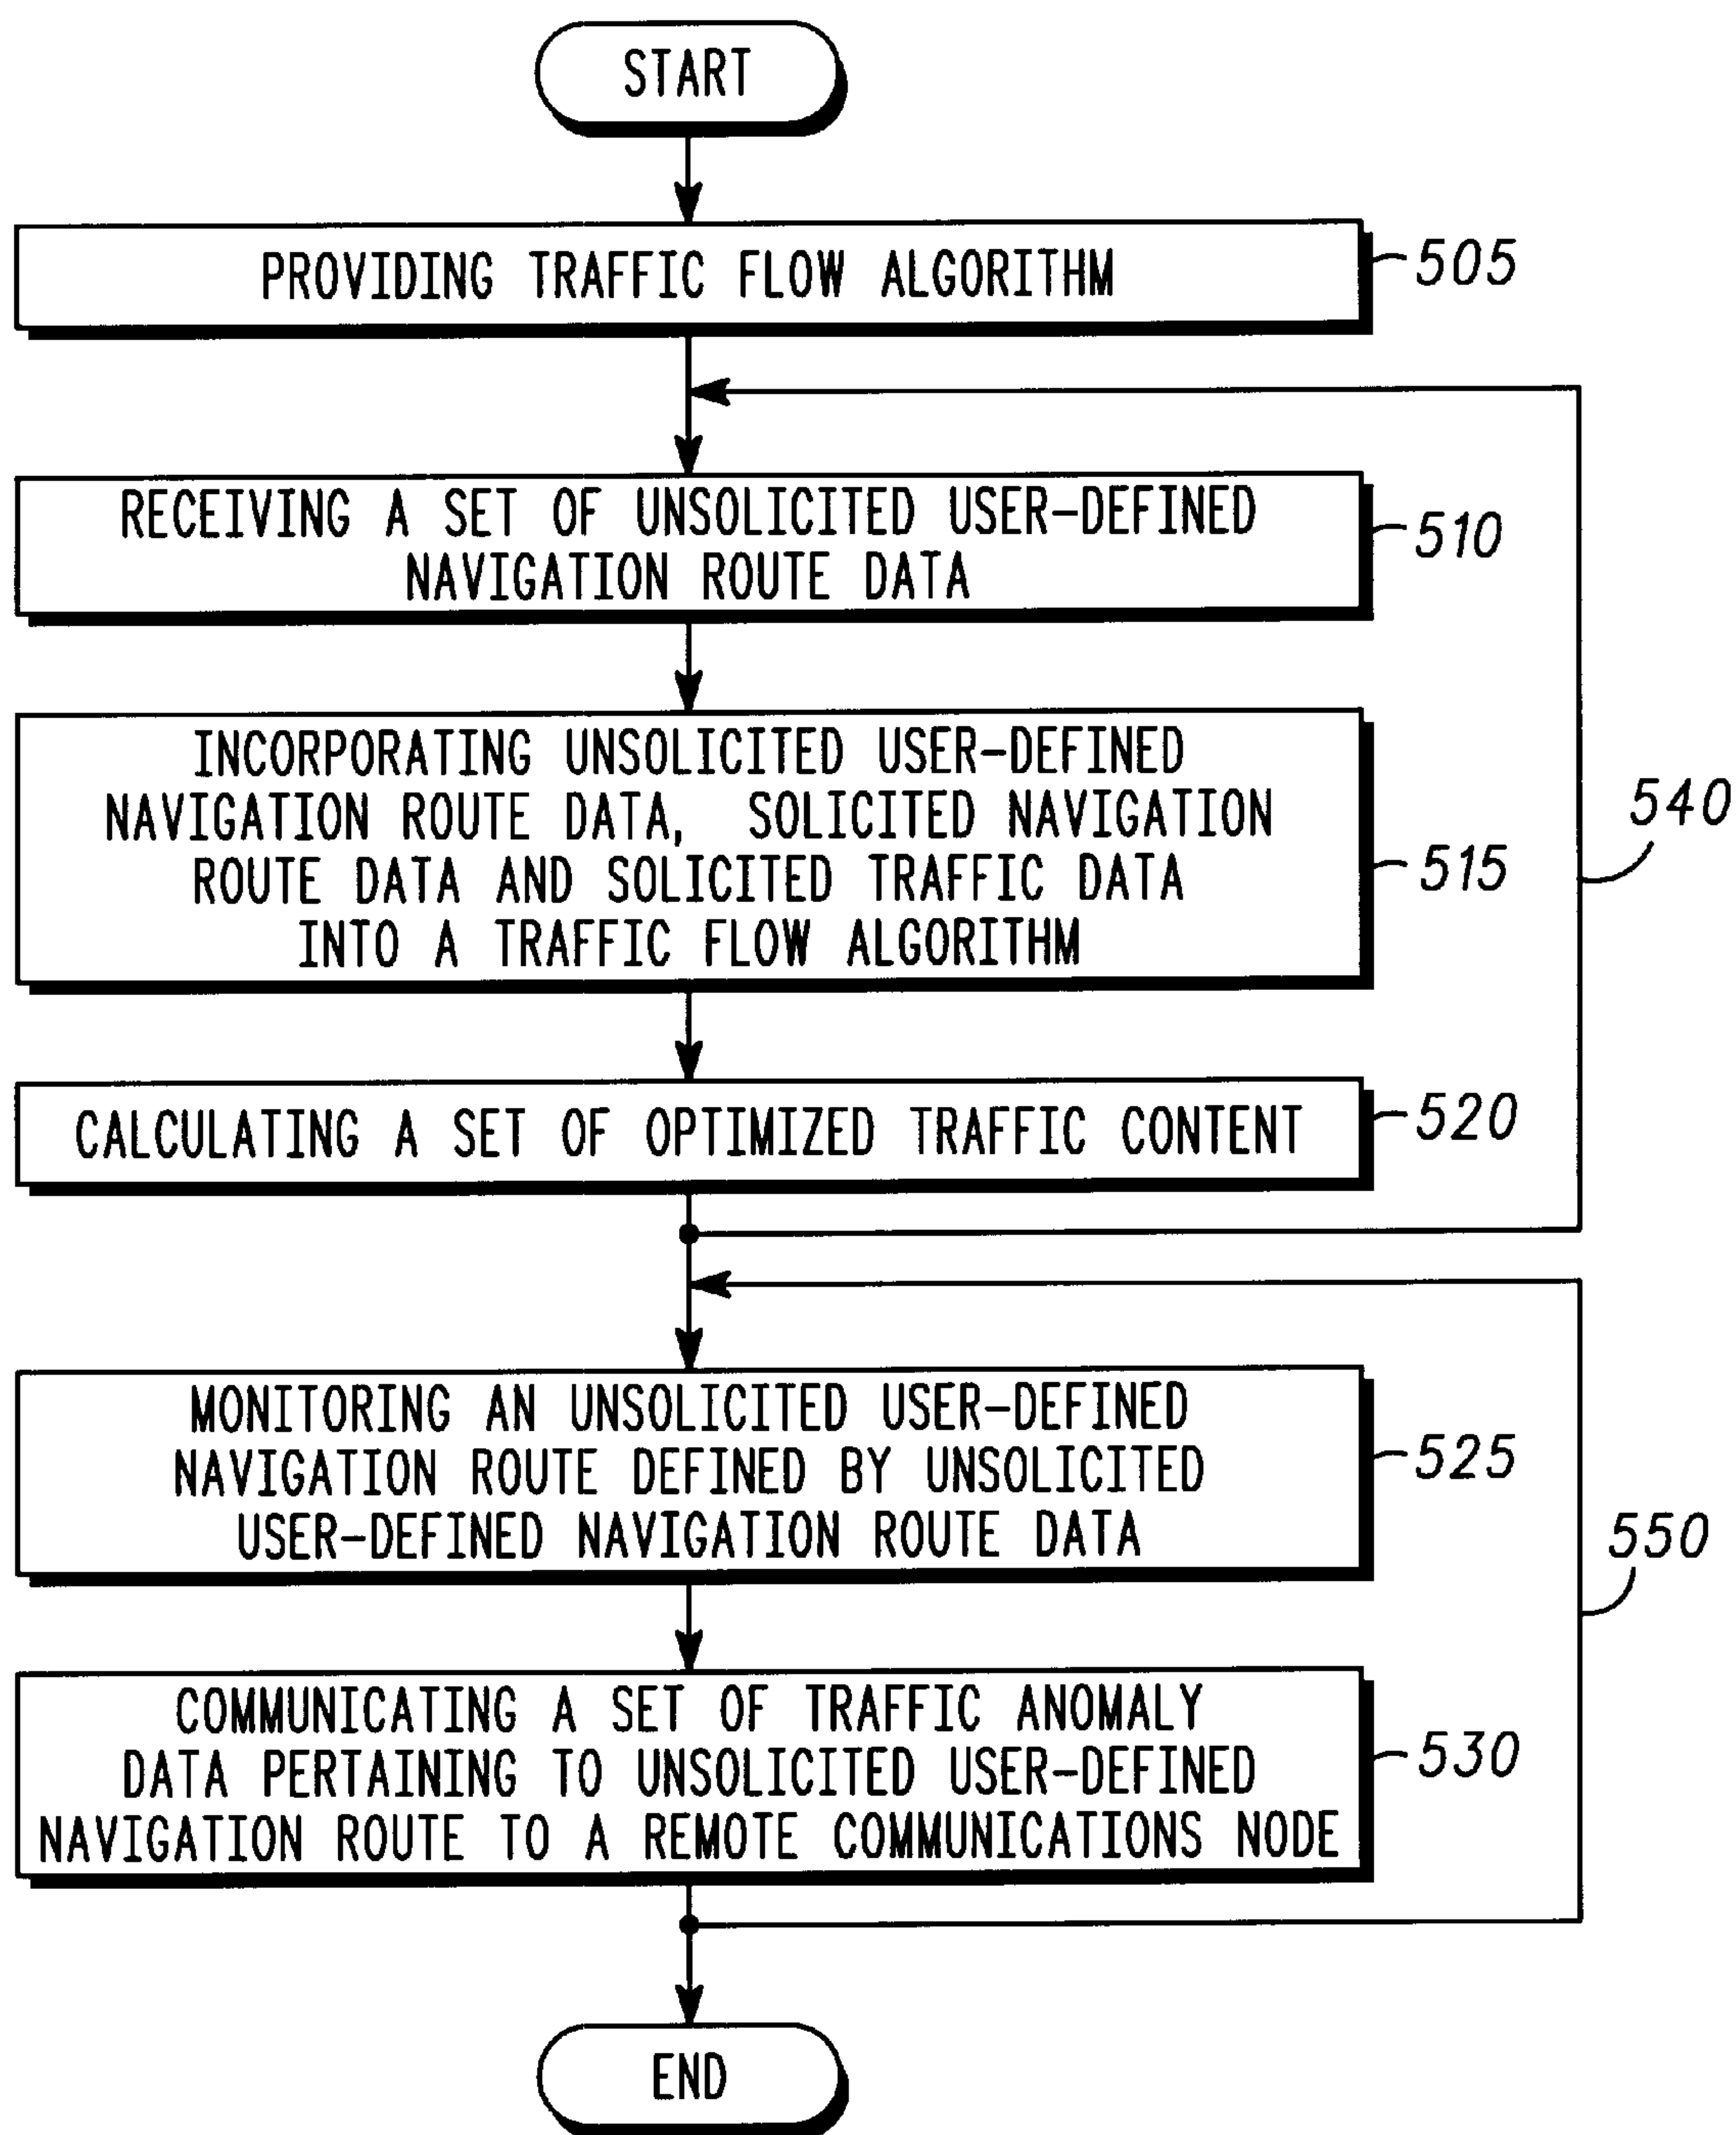 START
PROVIDING TRAFFIC FLOW ALGORITHM
505
RECEIVING A SET OF UNSOLICITED USER-DEFINED
NAVIGATION ROUTE DATA
510
INCORPORATING UNSOLICITED USER-DEFINED
NAVIGATION ROUTE DATA, SOLICITED NAVIGATION
ROUTE DATA AND SOLICITED TRAFFIC DATA
INTO A TRAFFIC FLOW ALGORITHM
515
540
CALCULATING A SET OF OPTIMIZED TRAFFIC CONTENT
520
MONITORING AN UNSOLICITED USER-DEFINED
NAVIGATION ROUTE DEFINED BY UNSOLICITED
USER-DEFINED NAVIGATION ROUTE DATA
525
550
COMMUNICATING A SET OF TRAFFIC ANOMALY
DATA PERTAINING TO UNSOLICITED USER-DEFINED
NAVIGATION ROUTE TO A REMOTE COMMUNICATIONS NODE
530
END